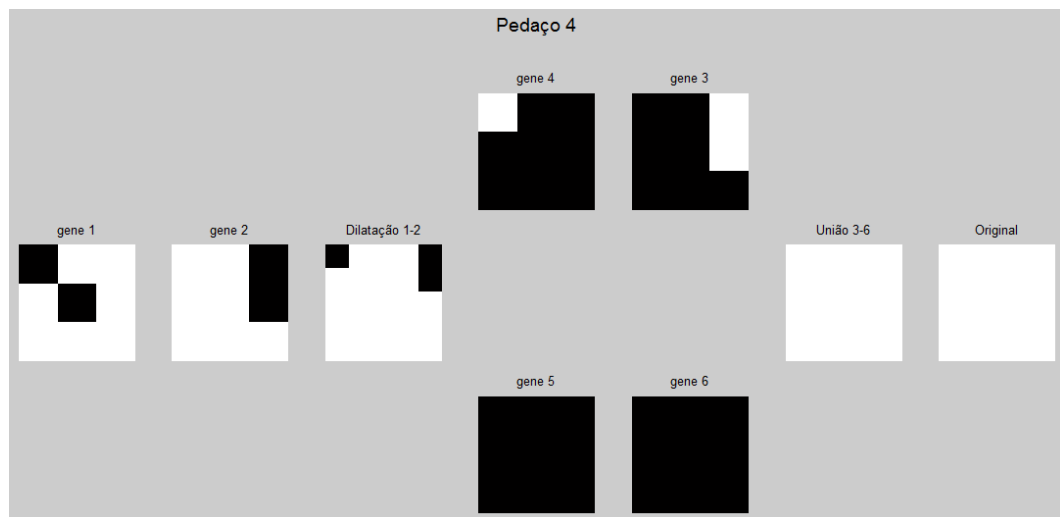 Pedaço 4
gene 4
gene 3
gene 1
gene 2
Dilatação 1-2
União 3-6
Original
gene 5
gene 6